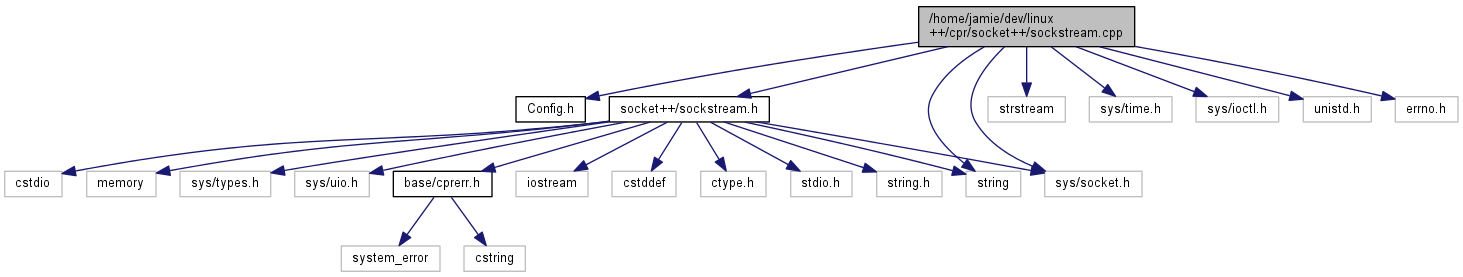 /home/jamie/dev/linux
++/cpr/socket++/sockstream.cpp
Config.h
socket++/sockstream.h
strstream
sys/time.h
sys/ioctl.h
unistd.h
errno.h
cstdio
memory
sys/types.h
sys/uio.h
base/cprerr.h
iostream
cstddef
ctype.h
stdio.h
string.h
string
sys/socket.h
system_error
cstring